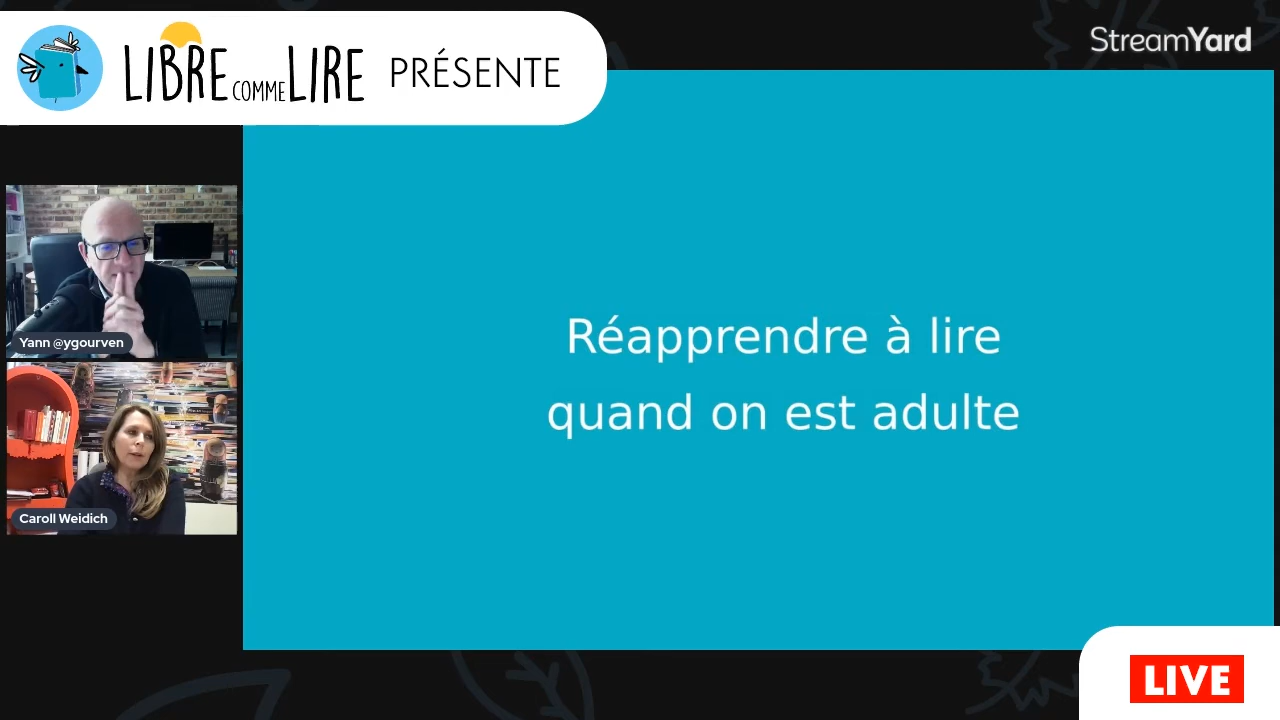 LIBRE COMME LIRE PRÉSENTE
StreamYard
Réapprendre à lire
quand on est adulte
Yann @ygourven
Caroll Weidich
LIVE